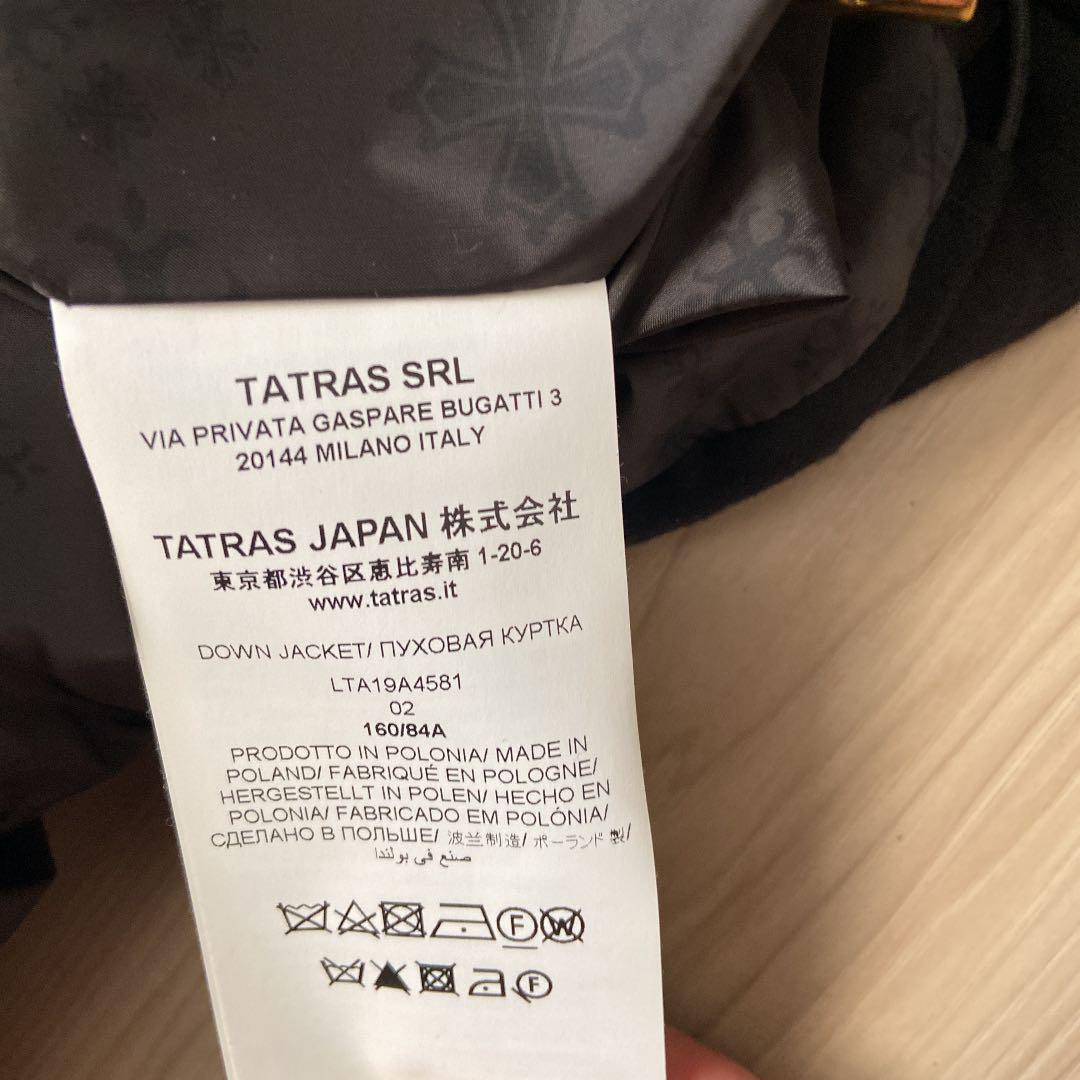 TATRAS SRL
VIA PRIVATA GASPARE BUGATTI 3
20144 MILANO ITALY
TATRAS JAPAN 株式会社
東京都渋谷区恵比寿南 1-20-6
www.tatras.it
DOWN JACKET/ ПУХОВАЯ КУРТКА
LTA19A4581
02
160/84A
PRODOTTO IN POLONIA/ MADE IN
POLAND/ FABRIQUÉ EN POLOGNE/
HERGESTELLT IN POLEN/ HECHO EN
POLONIA/ FABRICADO EM POLÓNIA/
СДЕЛАНО В ПОЛЬШЕ/ 波兰制造/ ポーランド 製/
صنع في بولندا
F W
F